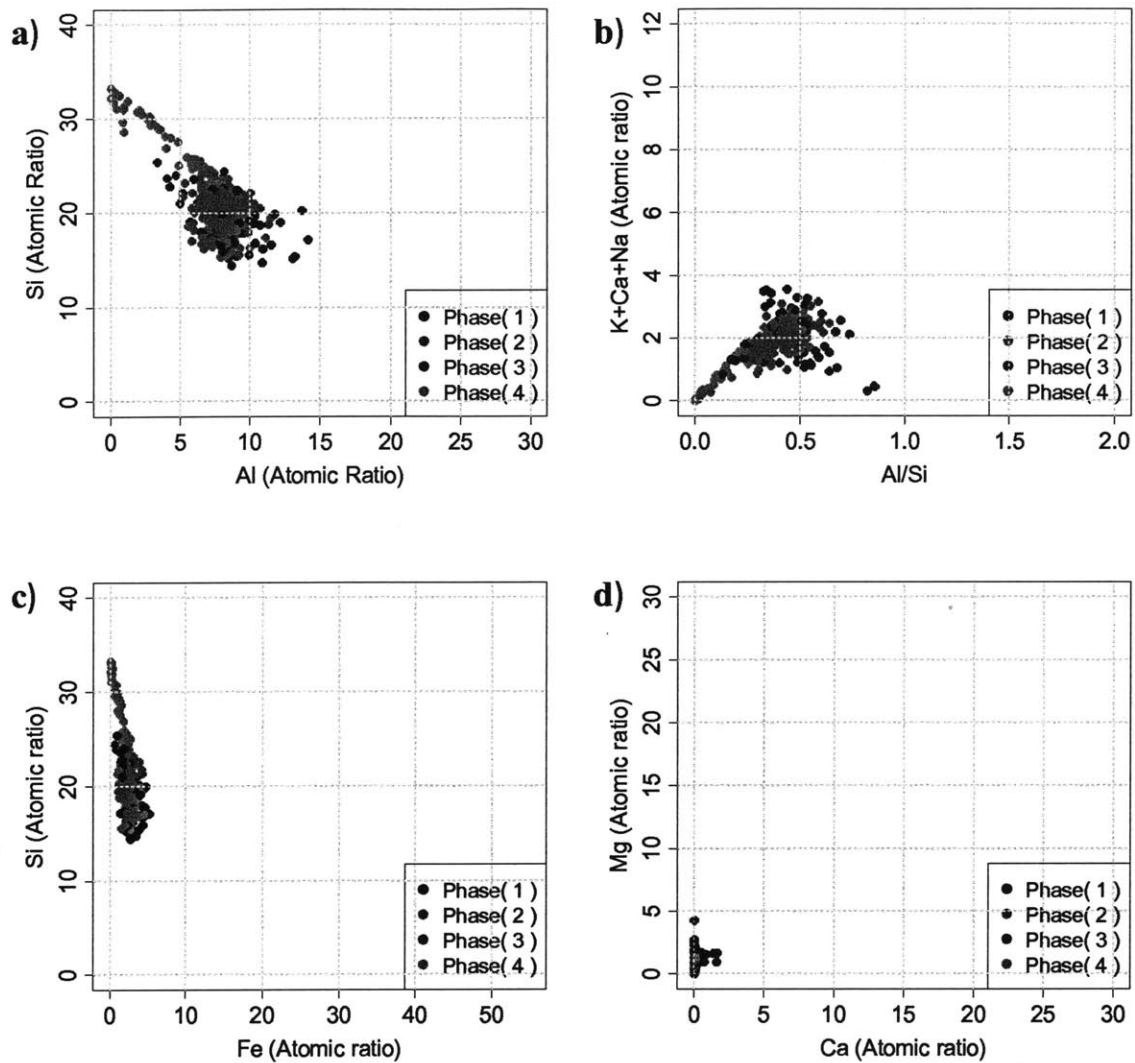 a)
40
30
20
10
0
Si (Atomic Ratio)
Phase( 1 )
Phase( 2 )
Phase( 3 )
Phase( 4 )
0 5 10 15 20 25 30
Al (Atomic Ratio)
b)
12
10
8
6
4
2
0
K+Ca+Na (Atomic ratio)
Phase( 1 )
Phase( 2 )
Phase( 3 )
Phase( 4 )
0.0 0.5 1.0 1.5 2.0
Al/Si
c)
40
30
20
10
0
Si (Atomic ratio)
Phase( 1 )
Phase( 2 )
Phase( 3 )
Phase( 4 )
0 10 20 30 40 50
Fe (Atomic ratio)
d)
30
25
20
15
10
5
0
Mg (Atomic ratio)
Phase( 1 )
Phase( 2 )
Phase( 3 )
Phase( 4 )
0 5 10 15 20 25 30
Ca (Atomic ratio)